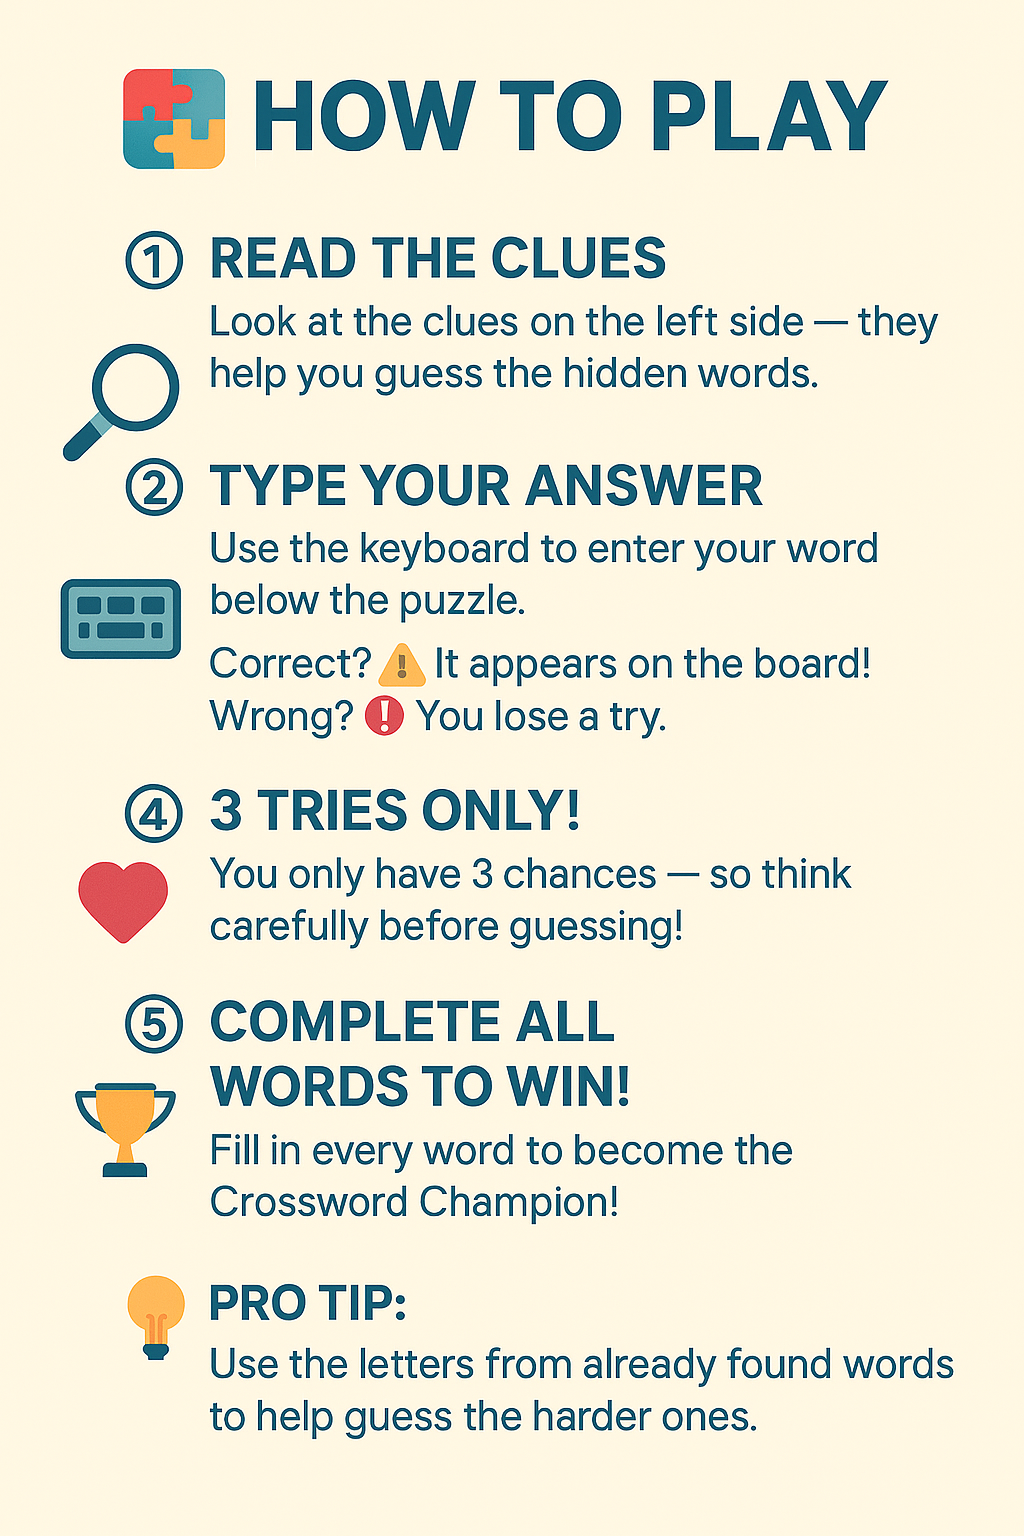 HOW TO PLAY
① READ THE CLUES
Look at the clues on the left side — they
help you guess the hidden words.
② TYPE YOUR ANSWER
Use the keyboard to enter your word
below the puzzle.
Correct? ⚠️ It appears on the board!
Wrong? ❗ You lose a try.
④ 3 TRIES ONLY!
You only have 3 chances — so think
carefully before guessing!
⑤ COMPLETE ALL
WORDS TO WIN!
Fill in every word to become the
Crossword Champion!
PRO TIP:
Use the letters from already found words
to help guess the harder ones.